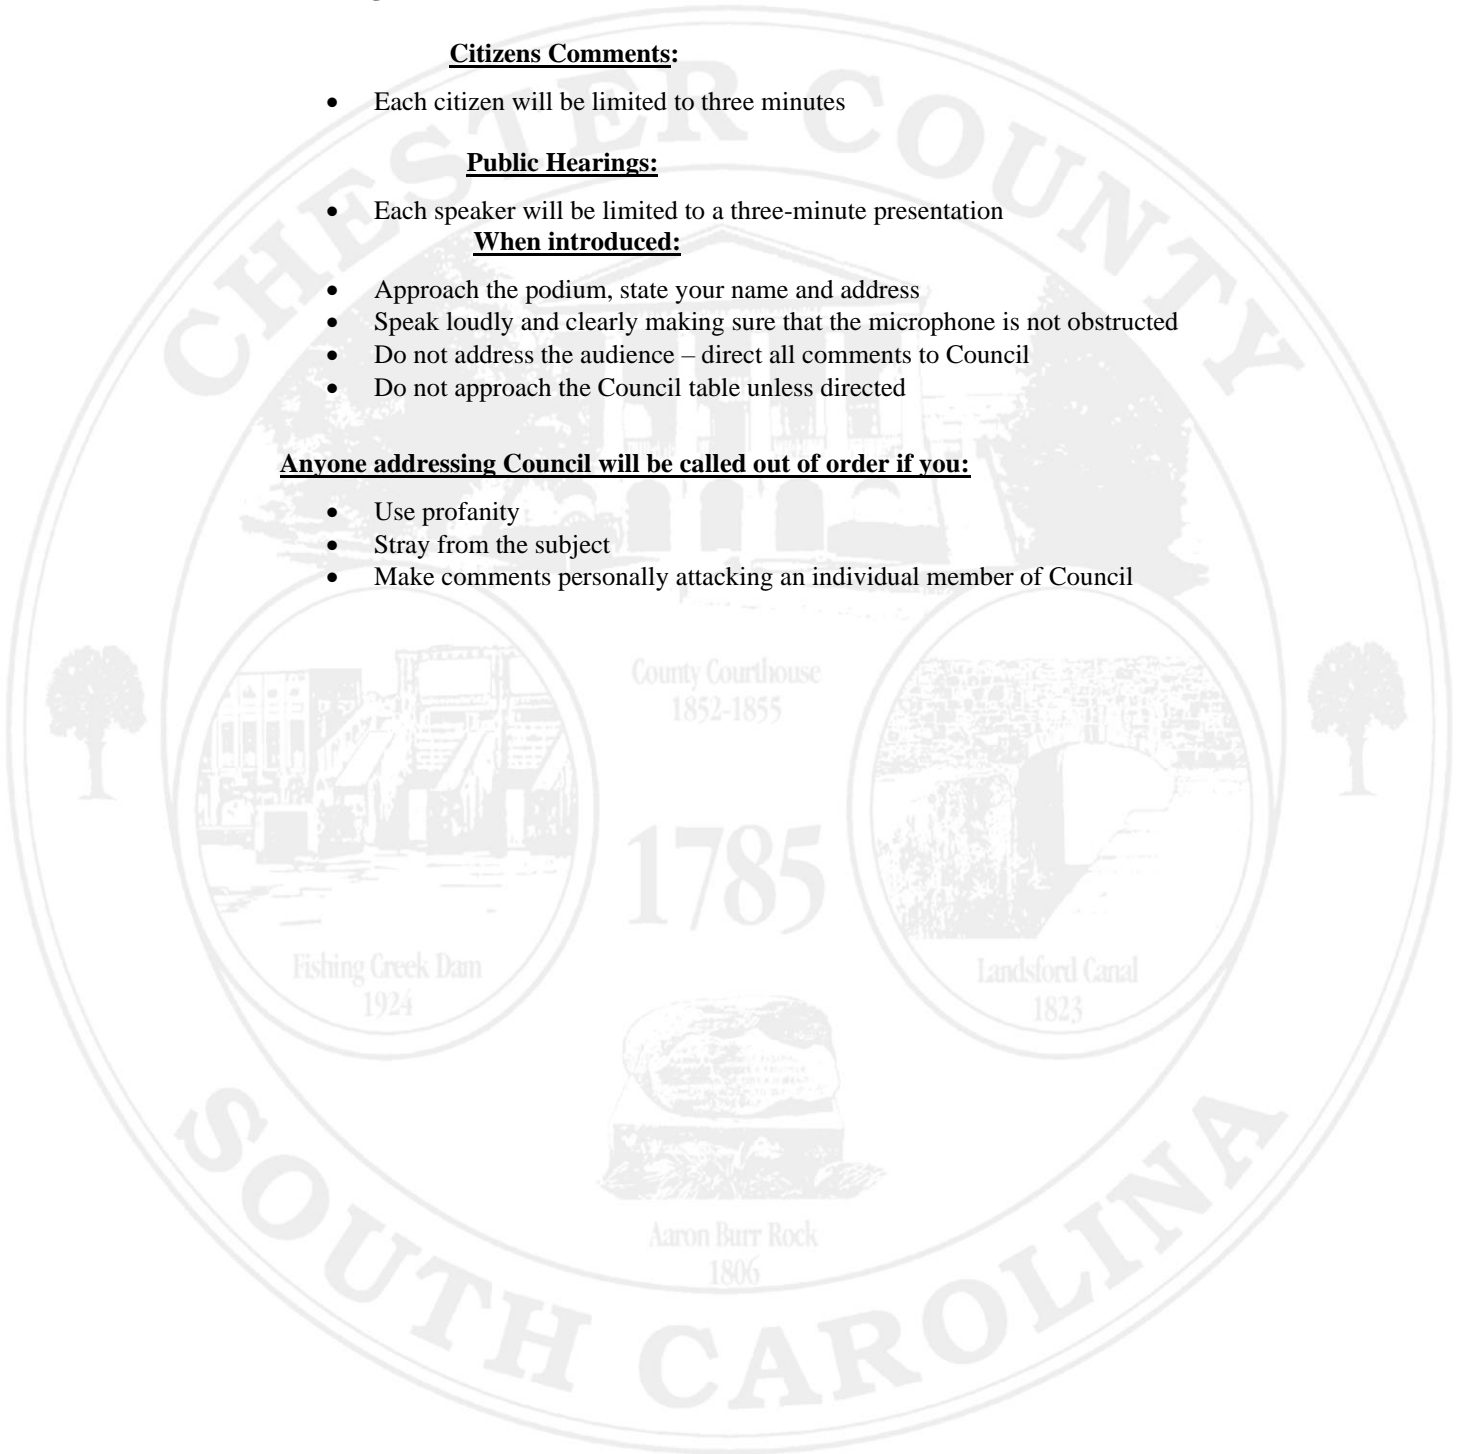 Citizens Comments:
• Each citizen will be limited to three minutes
Public Hearings:
• Each speaker will be limited to a three-minute presentation
When introduced:
• Approach the podium, state your name and address
• Speak loudly and clearly making sure that the microphone is not obstructed
• Do not address the audience – direct all comments to Council
• Do not approach the Council table unless directed
Anyone addressing Council will be called out of order if you:
• Use profanity
• Stray from the subject
• Make comments personally attacking an individual member of Council
CHESTER COUNTY
County Courthouse
1852-1855
1785
Fishing Creek Dam
1924
Landsford Canal
1823
Aaron Burr Rock
1806
SOUTH CAROLINA